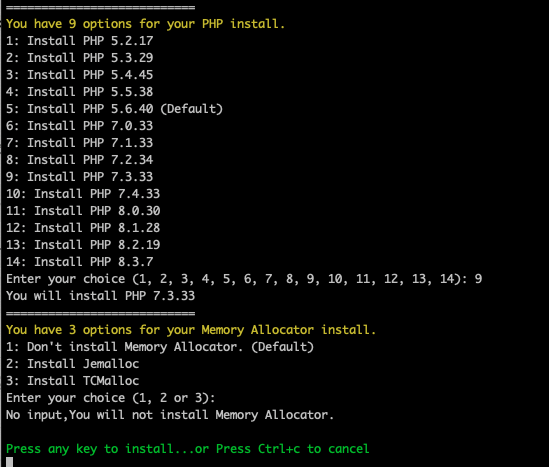 ===========================
You have 9 options for your PHP install.
1: Install PHP 5.2.17
2: Install PHP 5.3.29
3: Install PHP 5.4.45
4: Install PHP 5.5.38
5: Install PHP 5.6.40 (Default)
6: Install PHP 7.0.33
7: Install PHP 7.1.33
8: Install PHP 7.2.34
9: Install PHP 7.3.33
10: Install PHP 7.4.33
11: Install PHP 8.0.30
12: Install PHP 8.1.28
13: Install PHP 8.2.19
14: Install PHP 8.3.7
Enter your choice (1, 2, 3, 4, 5, 6, 7, 8, 9, 10, 11, 12, 13, 14): 9
You will install PHP 7.3.33
===========================
You have 3 options for your Memory Allocator install.
1: Don't install Memory Allocator. (Default)
2: Install Jemalloc
3: Install TCMalloc
Enter your choice (1, 2 or 3):
No input,You will not install Memory Allocator.
Press any key to install...or Press Ctrl+c to cancel